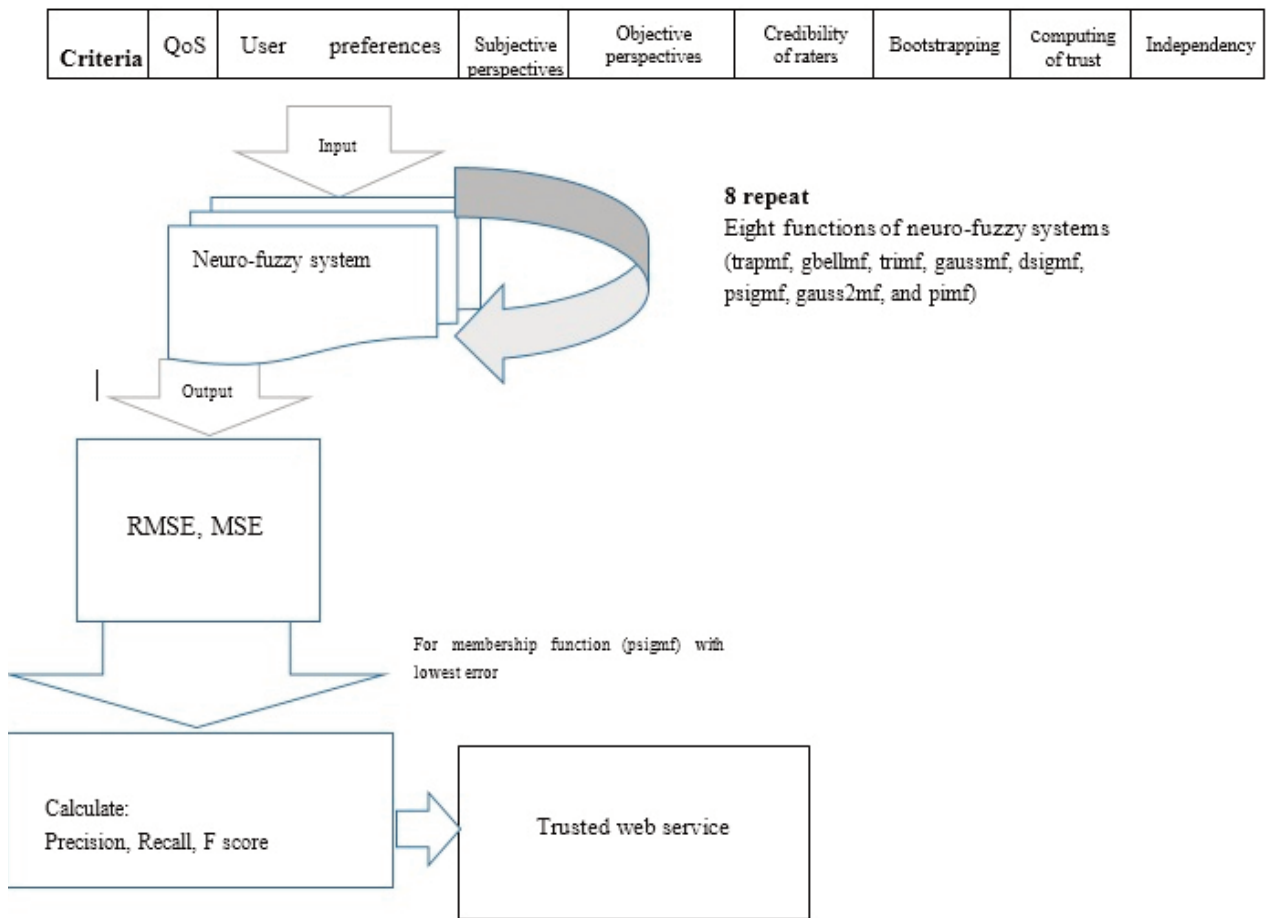 Criteria
QoS
User preferences
Subjective
perspectives
Objective
perspectives
Credibility
of raters
Bootstrapping
computing
of trust
Independency
Input
8 repeat
Eight functions of neuro-fuzzy systems
(trapmf, gbellmf, trimf, gaussmf, dsigmf,
psigmf, gauss2mf, and pimf)
Neuro-fuzzy system
Output
RMSE, MSE
For membership function (psigmf) with
lowest error
Calculate:
Precision, Recall, F score
Trusted web service